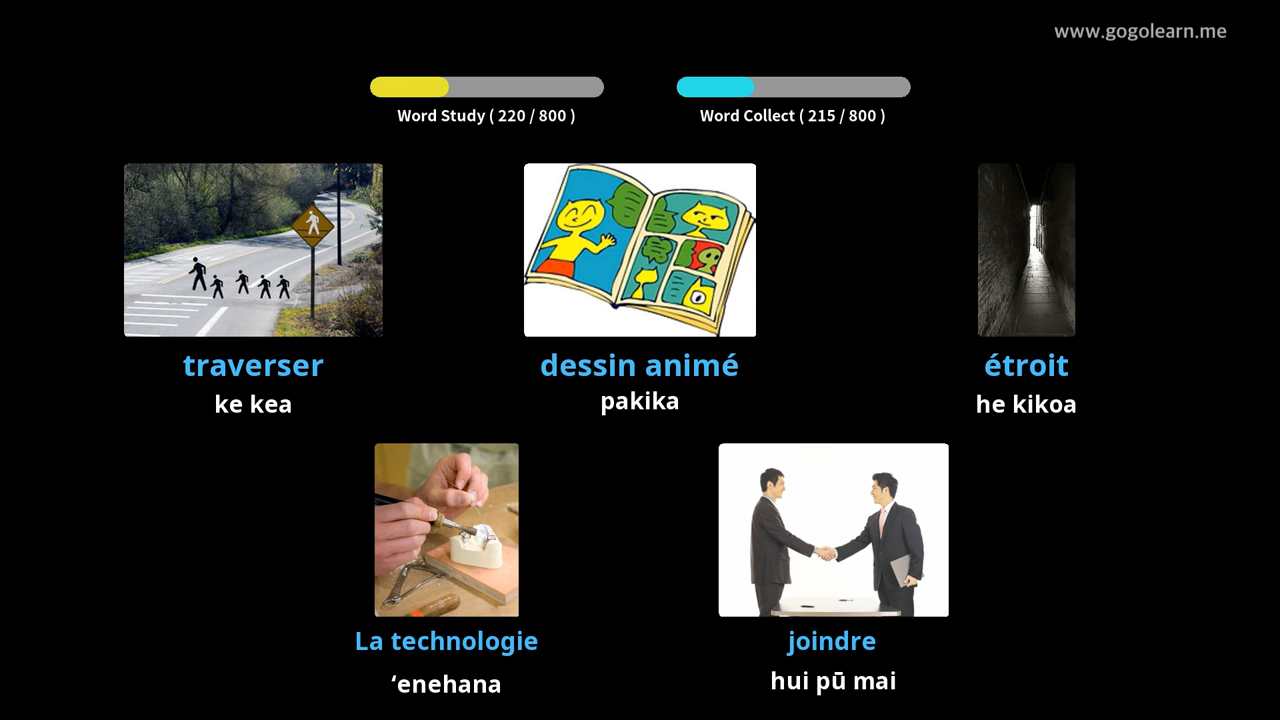 www.gogolearn.me
Word Study ( 220 / 800 )
Word Collect ( 215 / 800 )
traverser
ke kea
dessin animé
pakika
étroit
he kikoa
La technologie
ʻenehana
joindre
hui pū mai